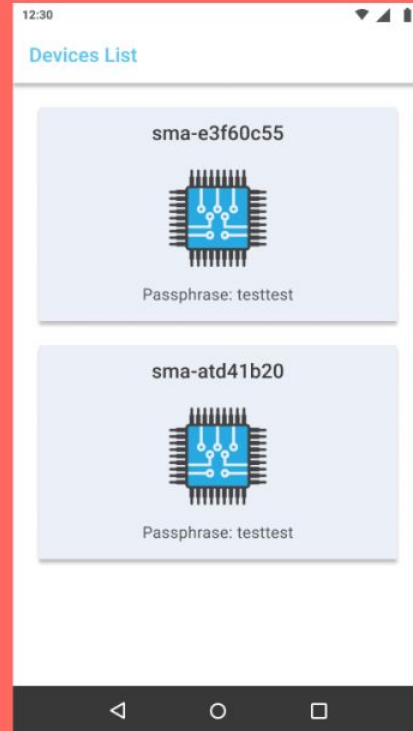 12:30
Devices List
sma-e3f60c55
Passphrase: testtest
sma-atd41b20
Passphrase: testtest